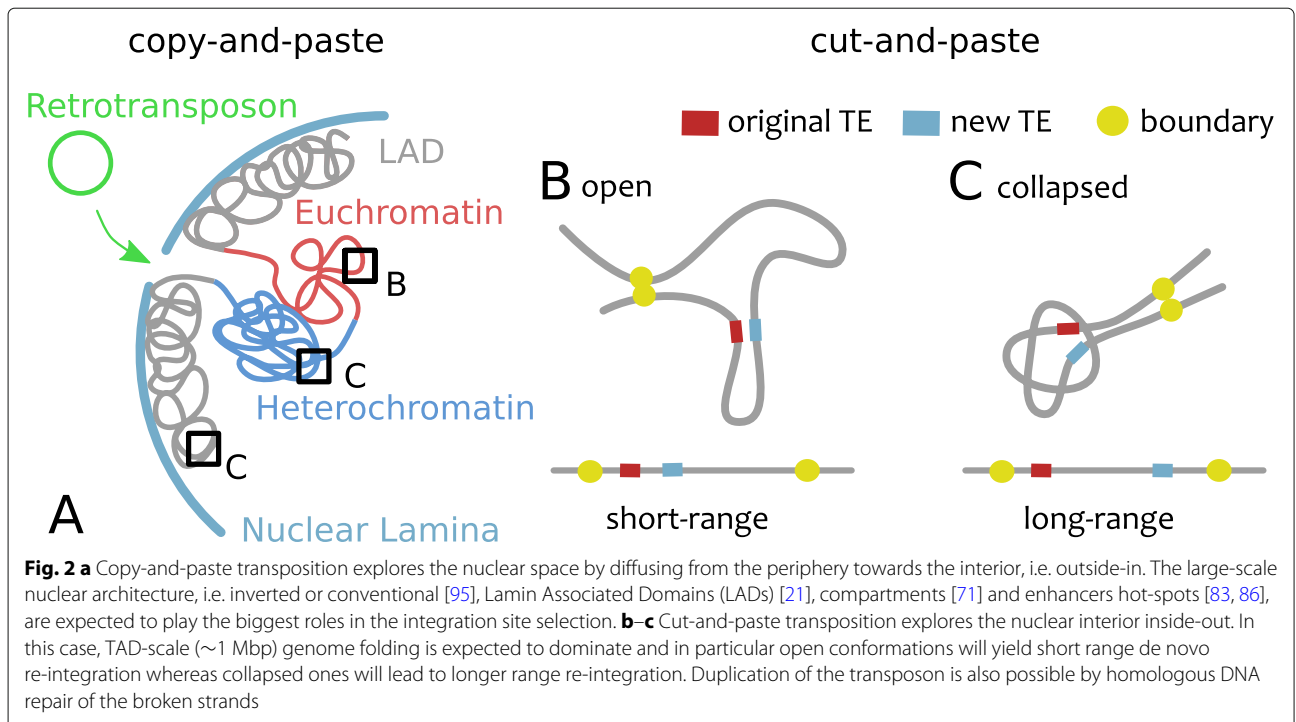 copy-and-paste
cut-and-paste
Retrotransposon
LAD
Euchromatin
B
C
Heterochromatin
C
A
Nuclear Lamina
original TE
new TE
boundary
B open
C collapsed
short-range
long-range
Fig. 2 a Copy-and-paste transposition explores the nuclear space by diffusing from the periphery towards the interior, i.e. outside-in. The large-scale
nuclear architecture, i.e. inverted or conventional [95], Lamin Associated Domains (LADs) [21], compartments [71] and enhancers hot-spots [83, 86],
are expected to play the biggest roles in the integration site selection. b–c Cut-and-paste transposition explores the nuclear interior inside-out. In
this case, TAD-scale (∼1 Mbp) genome folding is expected to dominate and in particular open conformations will yield short range de novo
re-integration whereas collapsed ones will lead to longer range re-integration. Duplication of the transposon is also possible by homologous DNA
repair of the broken strands